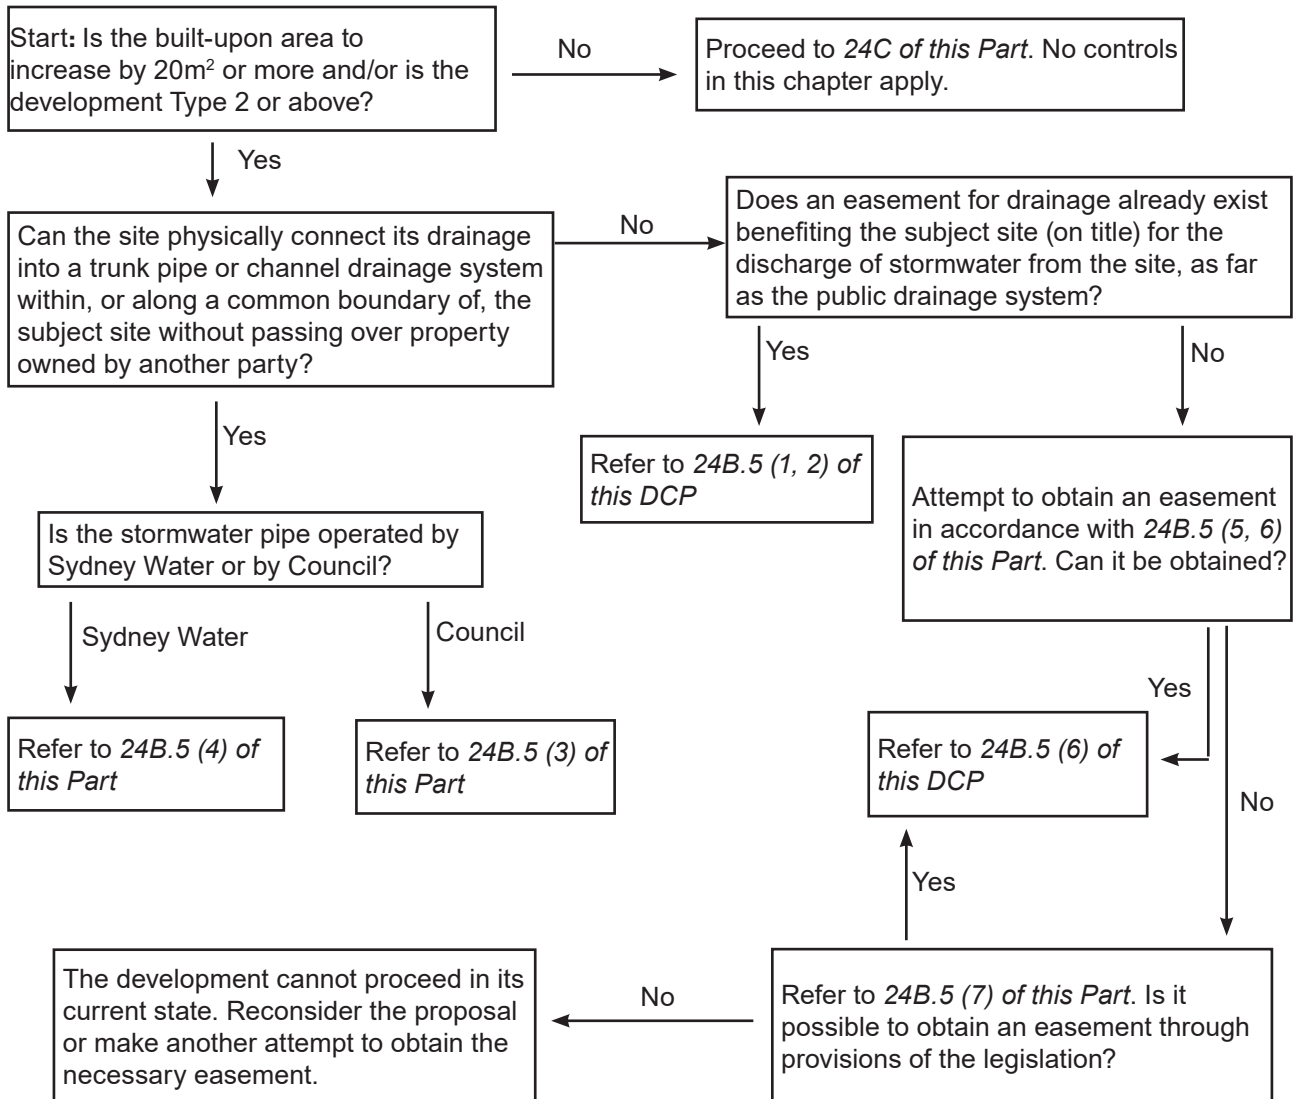 Start: Is the built-upon area to
increase by 20m² or more and/or is the
development Type 2 or above?
No
Proceed to 24C of this Part. No controls
in this chapter apply.
Yes
Can the site physically connect its drainage
into a trunk pipe or channel drainage system
within, or along a common boundary of, the
subject site without passing over property
owned by another party?
No
Does an easement for drainage already exist
benefiting the subject site (on title) for the
discharge of stormwater from the site, as far
as the public drainage system?
Yes
No
Yes
Refer to 24B.5 (1, 2) of
this DCP
Attempt to obtain an easement
in accordance with 24B.5 (5, 6)
of this Part. Can it be obtained?
Is the stormwater pipe operated by
Sydney Water or by Council?
Sydney Water
Council
Refer to 24B.5 (4) of
this Part
Refer to 24B.5 (3) of
this Part
Yes
Refer to 24B.5 (6) of
this DCP
No
Yes
Refer to 24B.5 (7) of this Part. Is it
possible to obtain an easement through
provisions of the legislation?
No
The development cannot proceed in its
current state. Reconsider the proposal
or make another attempt to obtain the
necessary easement.